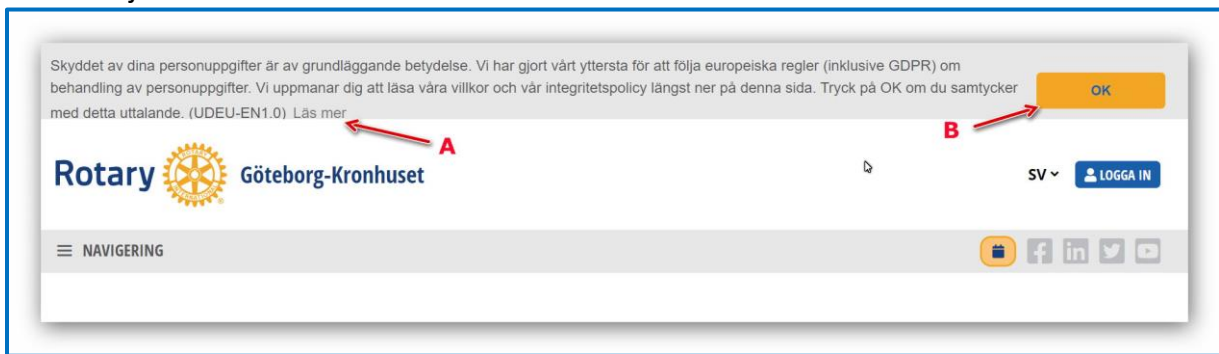 Skyddet av dina personuppgifter är av grundläggande betydelse. Vi har gjort vårt yttersta för att följa europeiska regler (inklusive GDPR) om
behandling av personuppgifter. Vi uppmanar dig att läsa våra villkor och vår integritetspolicy längst ner på denna sida. Tryck på OK om du samtycker
med detta uttalande. (UDEU-EN1.0) Läs mer
OK
A
B
Rotary
Göteborg-Kronhuset
SV
LOGGA IN
NAVIGERING